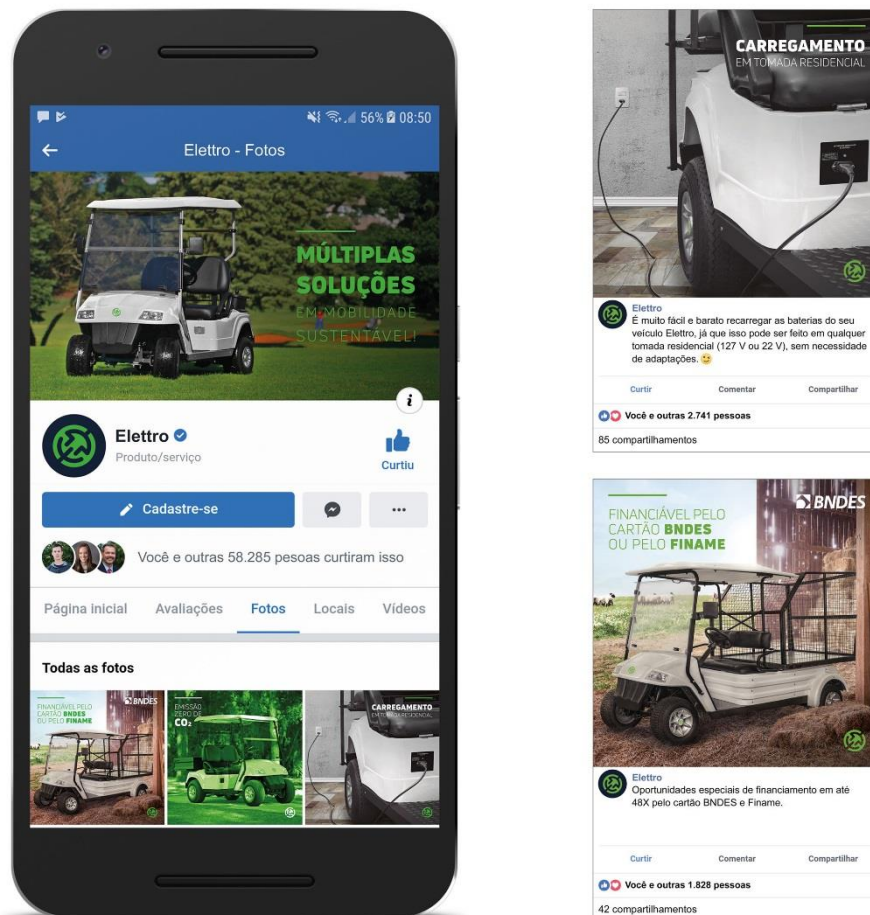 56% 08:50
Elettro - Fotos
MÚLTIPLAS
SOLUÇÕES
EM MOBILIDADE
SUSTENTÁVEL!
i
Elettro
Produto/serviço
Curtiu
Cadastre-se
Você e outras 58.285 pesoas curtiram isso
Página inicial Avaliações Fotos Locais Vídeos
Todas as fotos
FINANCIÁVEL PELO
CARTÃO BNDES
OU PELO FINAME
BNDES
EMISSÃO
ZERO DE
CO₂
CARREGAMENTO
EM TOMADA RESIDENCIAL
CARREGAMENTO
EM TOMADA RESIDENCIAL
Elettro
É muito fácil e barato recarregar as baterias do seu
veículo Elettro, já que isso pode ser feito em qualquer
tomada residencial (127 V ou 22 V), sem necessidade
de adaptações.
Curtir Comentar Compartilhar
Você e outras 2.741 pessoas
85 compartilhamentos
BNDES
FINANCIÁVEL PELO
CARTÃO BNDES
OU PELO FINAME
Elettro
Oportunidades especiais de financiamento em até
48X pelo cartão BNDES e Finame.
Curtir Comentar Compartilhar
Você e outras 1.828 pessoas
42 compartilhamentos